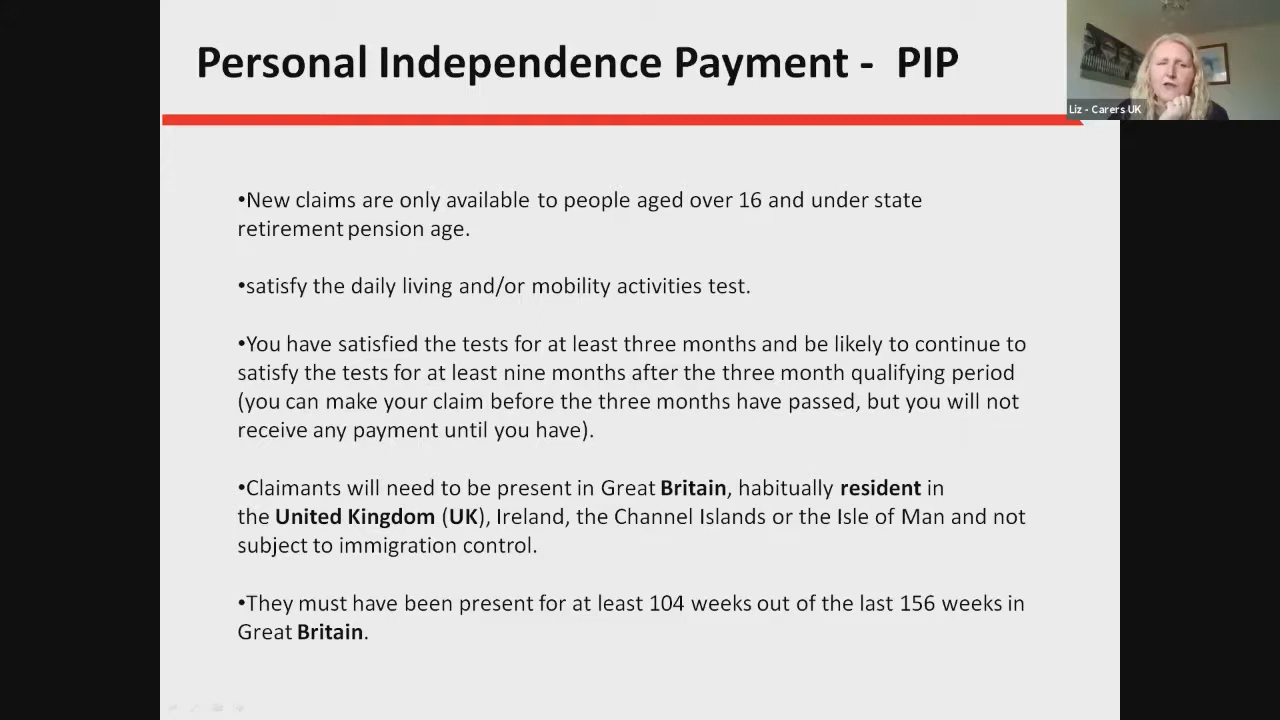 Personal Independence Payment - PIP
Liz - Carers UK
•New claims are only available to people aged over 16 and under state
retirement pension age.
•satisfy the daily living and/or mobility activities test.
•You have satisfied the tests for at least three months and be likely to continue to
satisfy the tests for at least nine months after the three month qualifying period
(you can make your claim before the three months have passed, but you will not
receive any payment until you have).
•Claimants will need to be present in Great Britain, habitually resident in
the United Kingdom (UK), Ireland, the Channel Islands or the Isle of Man and not
subject to immigration control.
•They must have been present for at least 104 weeks out of the last 156 weeks in
Great Britain.